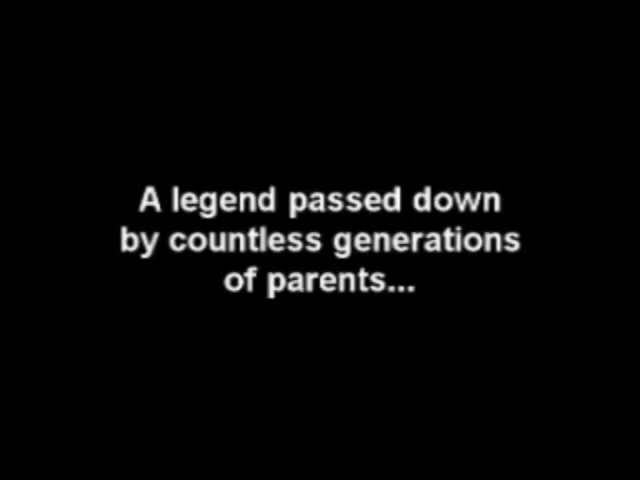 A legend passed down
by countless generations
of parents...